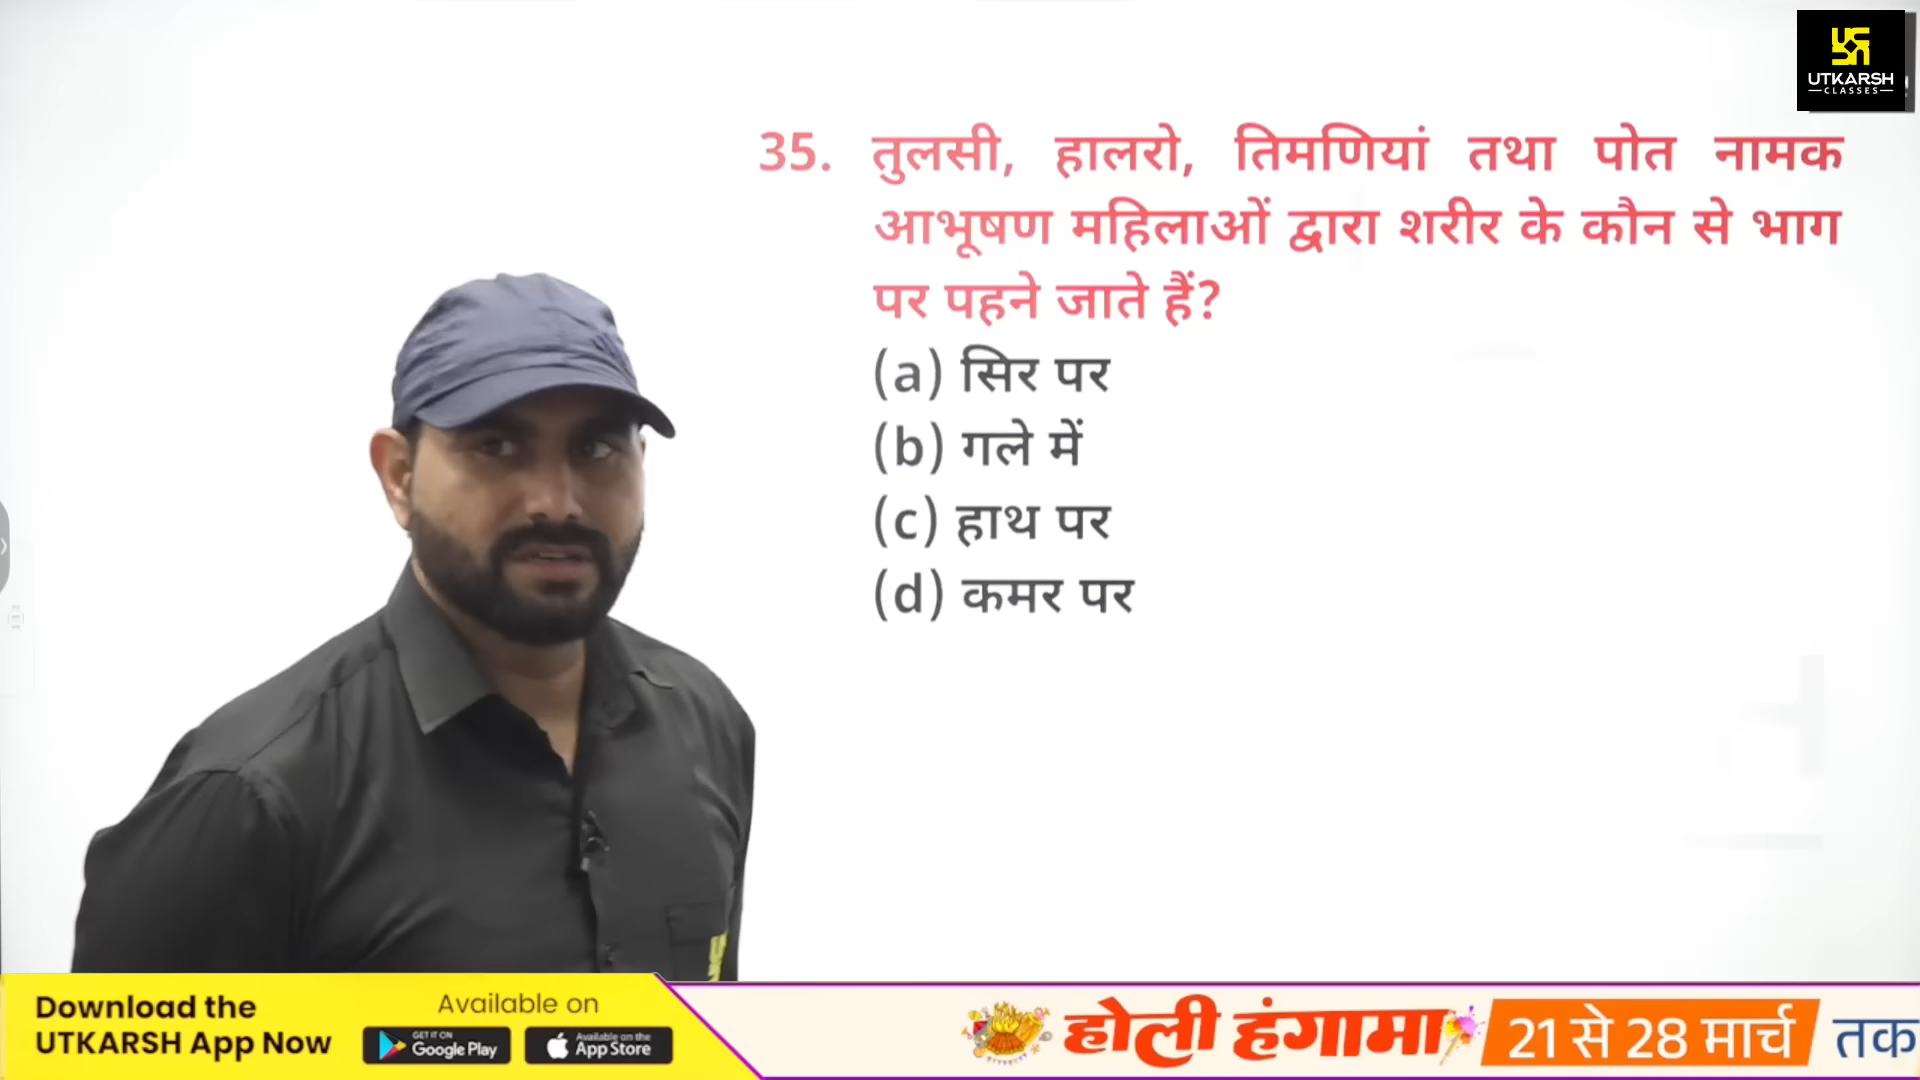 UTKARSH
CLASSES
35. तुलसी, हालरो, तिमणियां तथा पोत नामक
आभूषण महिलाओं द्वारा शरीर के कौन से भाग
पर पहने जाते हैं?
(a) सिर पर
(b) गले में
(c) हाथ पर
(d) कमर पर
Download the
UTKARSH App Now
Available on
GET IT ON
Google Play
Available on the
App Store
होली हंगामा
21 से 28 मार्च तक